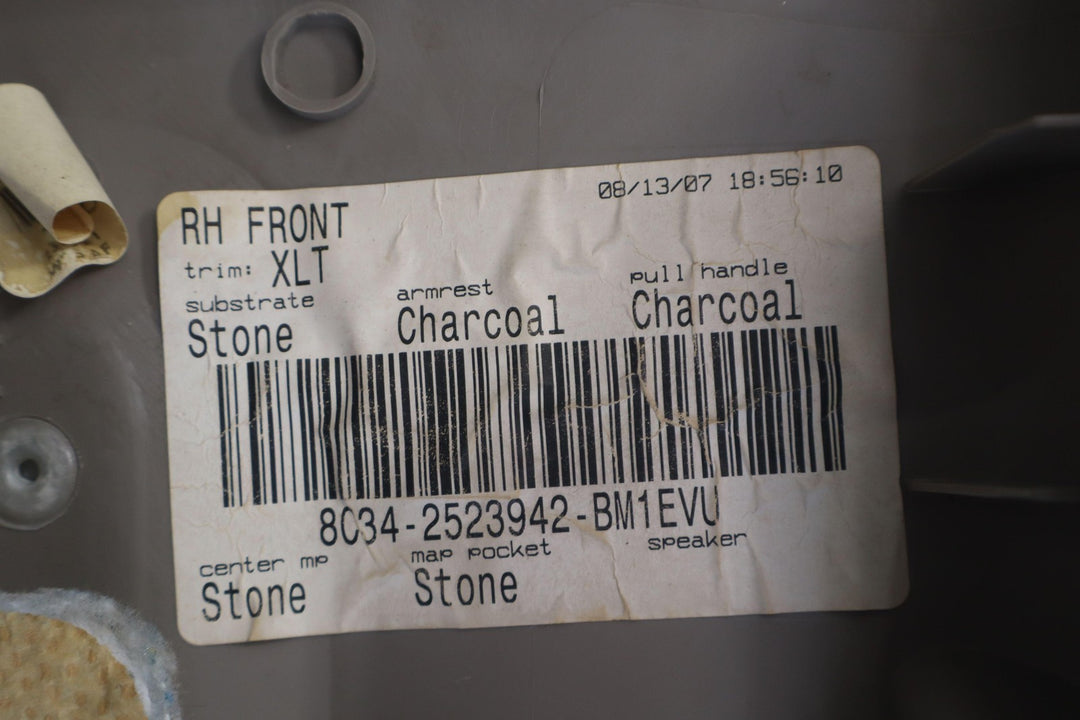 08/13/07 18:56:10
RH FRONT
trim: XLT
substrate armrest pull handle
Stone Charcoal Charcoal
8C34-2523942-BM1EVU
center mp map pocket speaker
Stone Stone